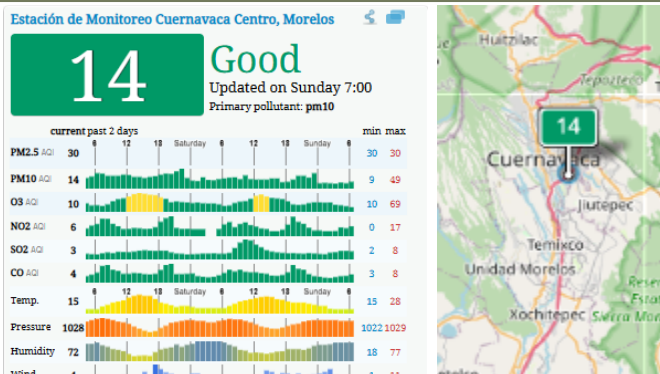 Estación de Monitoreo Cuernavaca Centro, Morelos
14
Good
Updated on Sunday 7:00
Primary pollutant: pm10
current past 2 days min max
6 12 18 Saturday 6 12 18 Sunday 6
PM2.5 AQI 30 30 30
PM10 AQI 14 9 49
O3 AQI 10 10 69
NO2 AQI 6 0 17
SO2 AQI 3 2 8
CO AQI 4 3 8
6 12 18 Saturday 6 12 18 Sunday 6
Temp. 15 15 28
Pressure 1028 1022 1029
Humidity 72 18 77
Huitzilac
Tepozteco
14
Cuernavaca
Jiutepec
Temixco
Unidad Morelos
Xochitepec